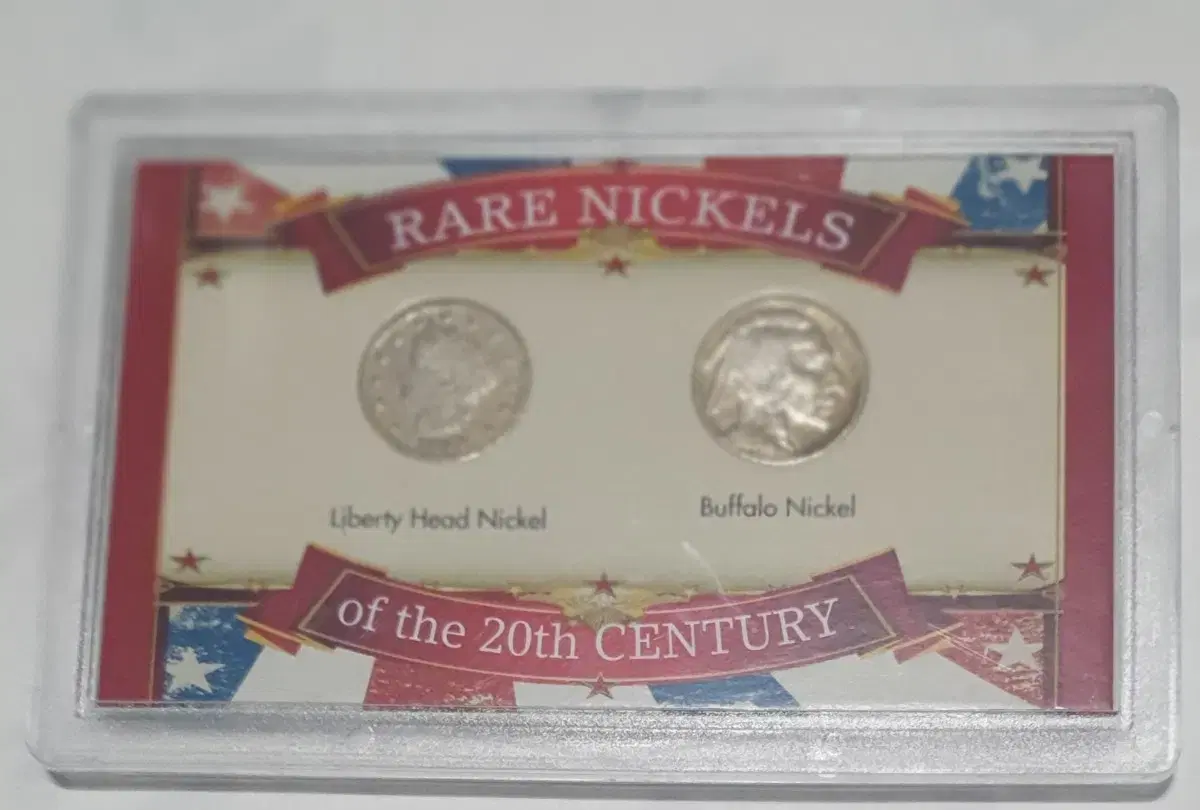 RARE NICKELS
Liberty Head Nickel
Buffalo Nickel
of the 20th CENTURY